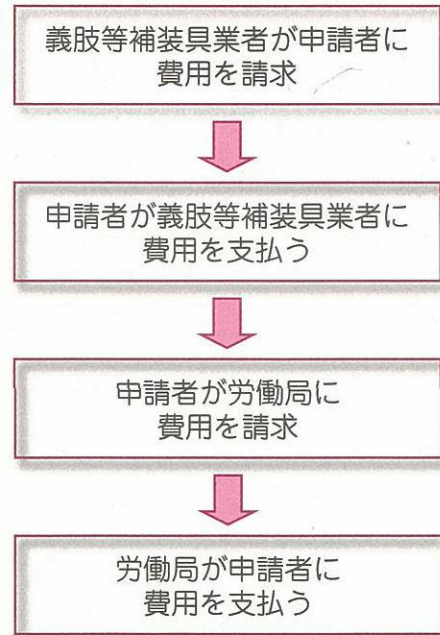 義肢等補装具業者が申請者に
費用を請求
申請者が義肢等補装具業者に
費用を支払う
申請者が労働局に
費用を請求
労働局が申請者に
費用を支払う